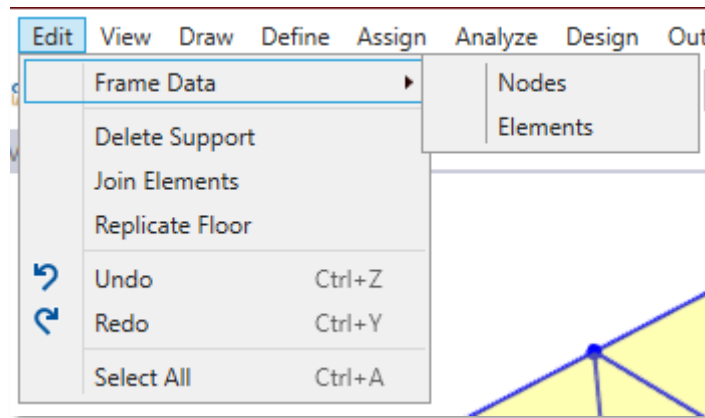 Edit View Draw Define Assign Analyze Design Out
Frame Data
Nodes
Elements
Delete Support
Join Elements
Replicate Floor
Undo Ctrl+Z
Redo Ctrl+Y
Select All Ctrl+A